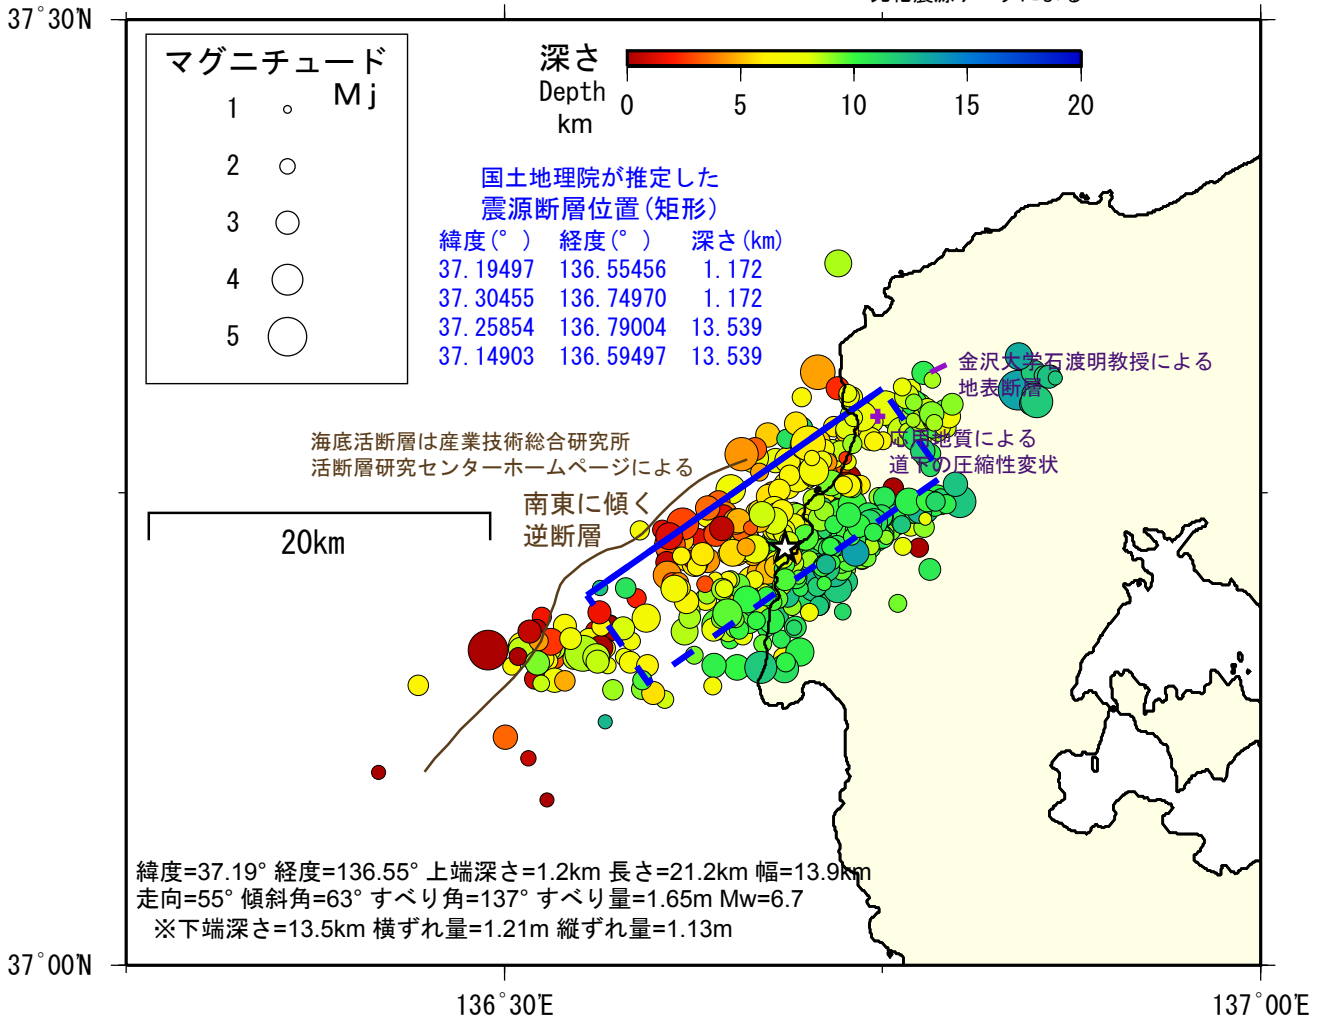 37°30'N
マグニチュード
Mj
1
2
3
4
5
深さ
Depth
km
0 5 10 15 20
国土地理院が推定した
震源断層位置(矩形)
緯度(°) 経度(°) 深さ(km)
37.19497 136.55456 1.172
37.30455 136.74970 1.172
37.25854 136.79004 13.539
37.14903 136.59497 13.539
金沢大学石渡明教授による
地表断層
応用地質による
道下の圧縮性変状
海底活断層は産業技術総合研究所
活断層研究センターホームページによる
南東に傾く
逆断層
20km
緯度=37.19° 経度=136.55° 上端深さ=1.2km 長さ=21.2km 幅=13.9km
走向=55° 傾斜角=63° すべり角=137° すべり量=1.65m Mw=6.7
※下端深さ=13.5km 横ずれ量=1.21m 縦ずれ量=1.13m
37°00'N
136°30'E
137°00'E